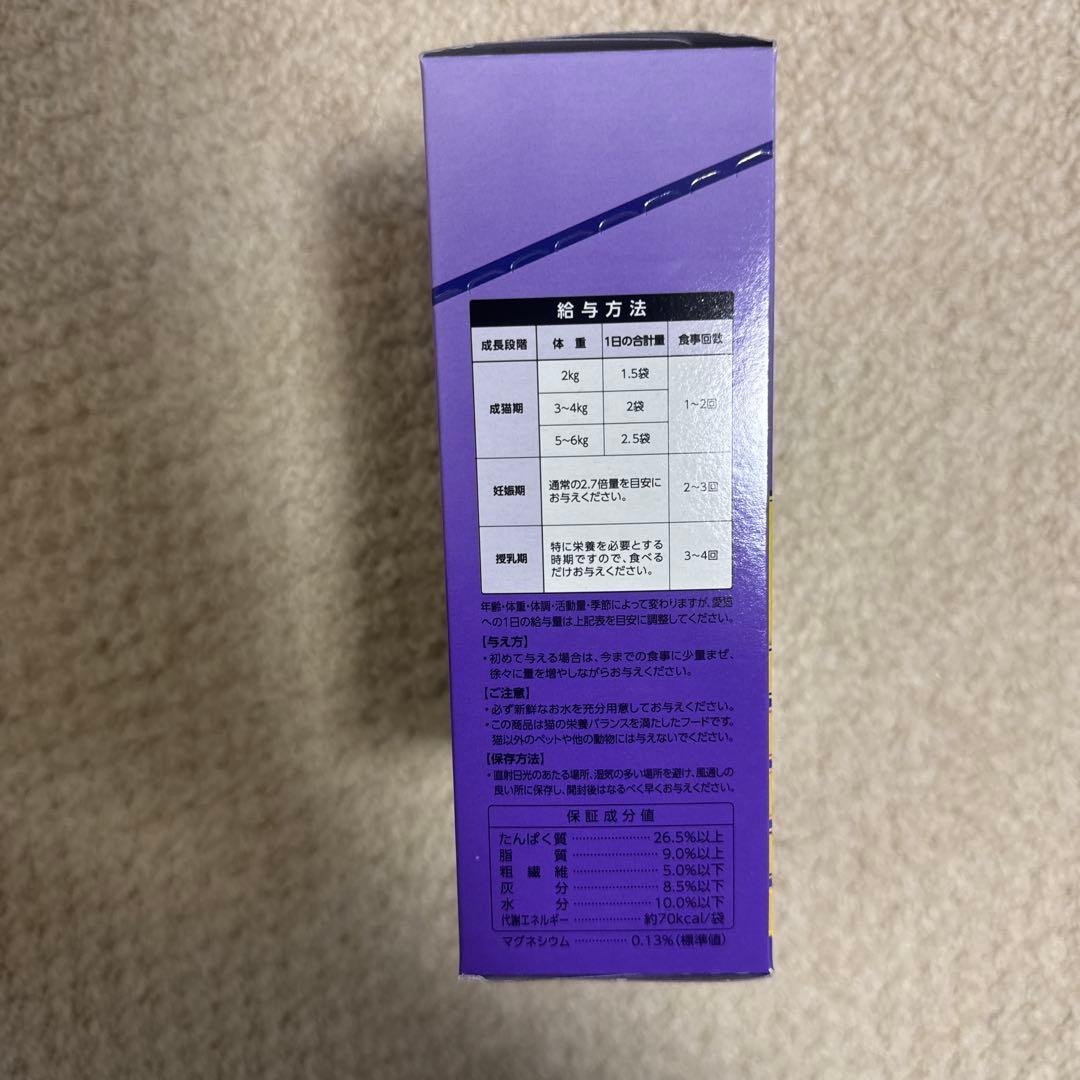 給与方法
成長段階 体重 1日の合計量 食事回数
成猫期 2kg 1.5袋 1~2回
3~4kg 2袋
5~6kg 2.5袋
妊娠期 通常の2.7倍量を目安に 2~3回
お与えください。
授乳期 特に栄養を必要とする 3~4回
時期ですので、食べる
だけお与えください。
年齢・体重・体調・活動量・季節によって変わりますが、愛猫
への1日の給与量は上記表を目安に調整してください。
【与え方】
・初めて与える場合は、今までの食事に少量まぜ、
徐々に量を増やしながらお与えください。
【ご注意】
・必ず新鮮なお水を充分用意してお与えください。
・この商品は猫の栄養バランスを満たしたフードです。
猫以外のペットや他の動物には与えないでください。
【保存方法】
・直射日光のあたる場所、湿気の多い場所を避け、風通しの
良い所に保存し、開封後はなるべく早くお与えください。
保証成分値
たんぱく質 ……………… 26.5%以上
脂質 ……………… 9.0%以上
粗繊維 ……………… 5.0%以下
灰分 ……………… 8.5%以下
水分 ……………… 10.0%以下
代謝エネルギー ……………… 約70kcal/袋
マグネシウム ……………… 0.13%(標準値)